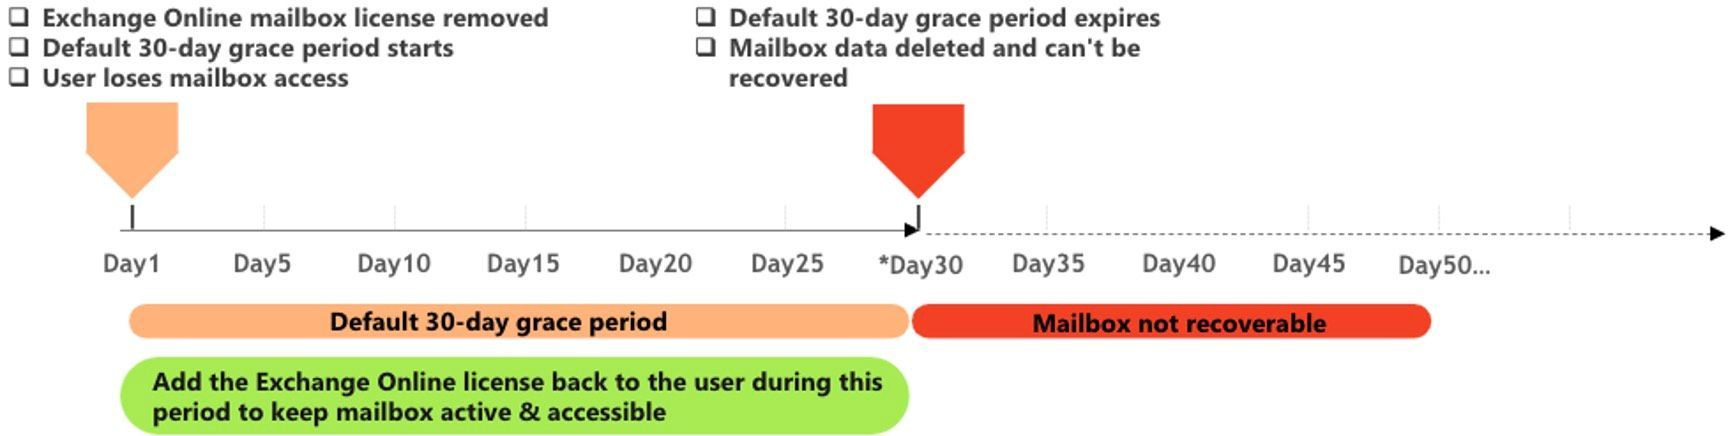 ❑ Exchange Online mailbox license removed
❑ Default 30-day grace period starts
❑ User loses mailbox access
❑ Default 30-day grace period expires
❑ Mailbox data deleted and can't be
recovered
Day1 Day5 Day10 Day15 Day20 Day25 *Day30 Day35 Day40 Day45 Day50...
Default 30-day grace period
Mailbox not recoverable
Add the Exchange Online license back to the user during this
period to keep mailbox active & accessible